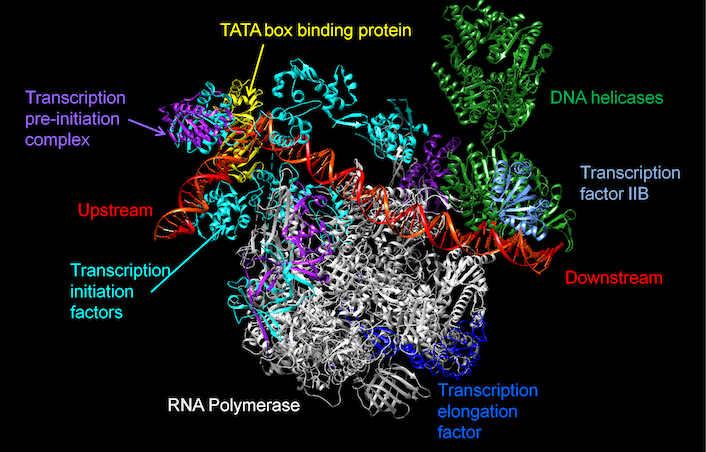 TATA box binding protein
Transcription
pre-initiation
complex
DNA helicases
Transcription
factor IIB
Upstream
Downstream
Transcription
initiation
factors
RNA Polymerase
Transcription
elongation
factor